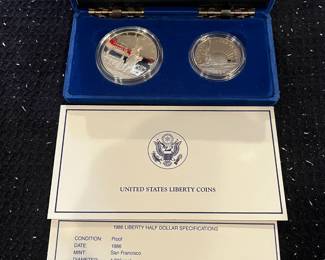 UNITED STATES LIBERTY COINS
1986 LIBERTY HALF DOLLAR SPECIFICATIONS
CONDITION: Proof
DATE: 1986
MINT: San Francisco